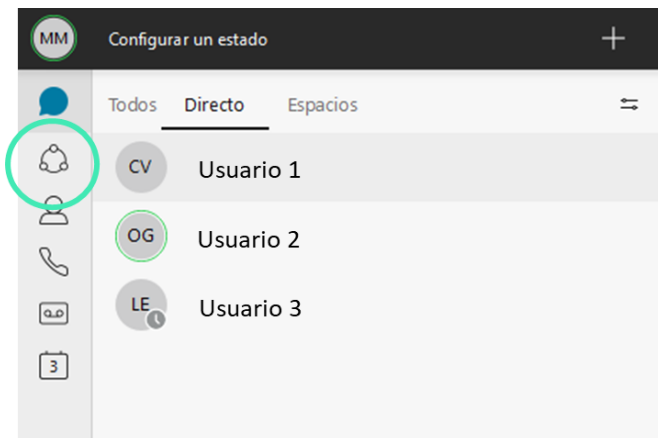 MM Configurar un estado
Todos Directo Espacios
CV Usuario 1
OG Usuario 2
LE Usuario 3
3